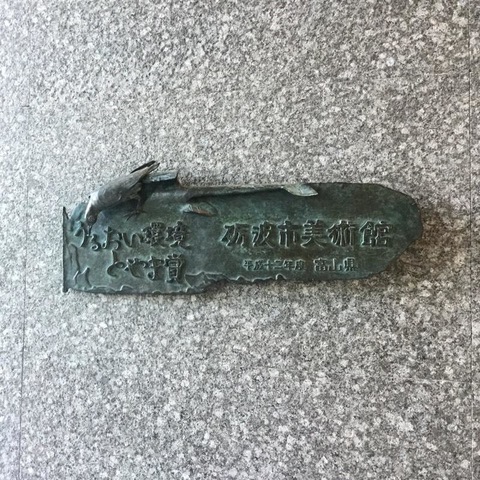 うるおい環境
とやま賞
砺波市美術館
平成十二年度 富山県